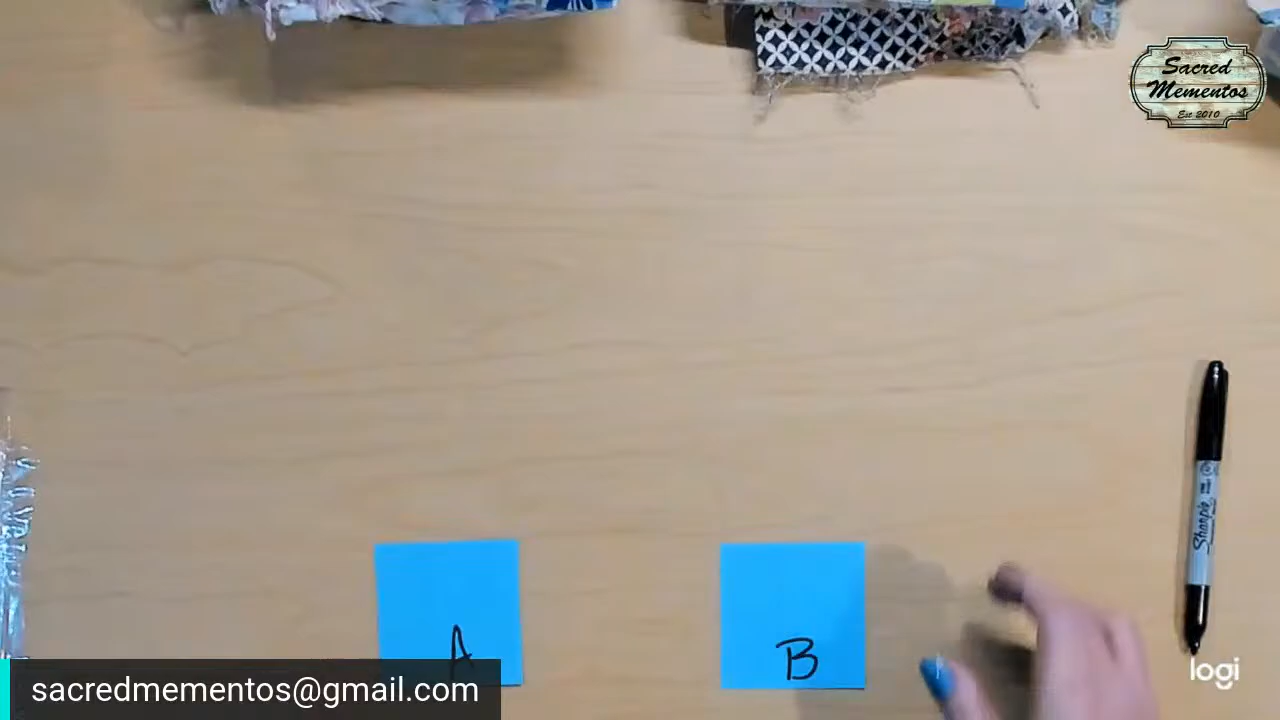 Sacred
Mementos
Est 2010
Sharpie
A
B
logi
sacredmementos@gmail.com